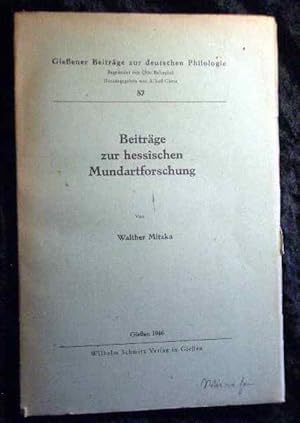 Gießener Beiträge zur deutschen Philologie
Begründet von Otto Behaghel
Herausgegeben von Alfred Götze
87
Beiträge
zur hessischen
Mundartforschung
von
Walther Mitzka
Gießen 1946
Wilhelm Schmitz Verlag in Gießen